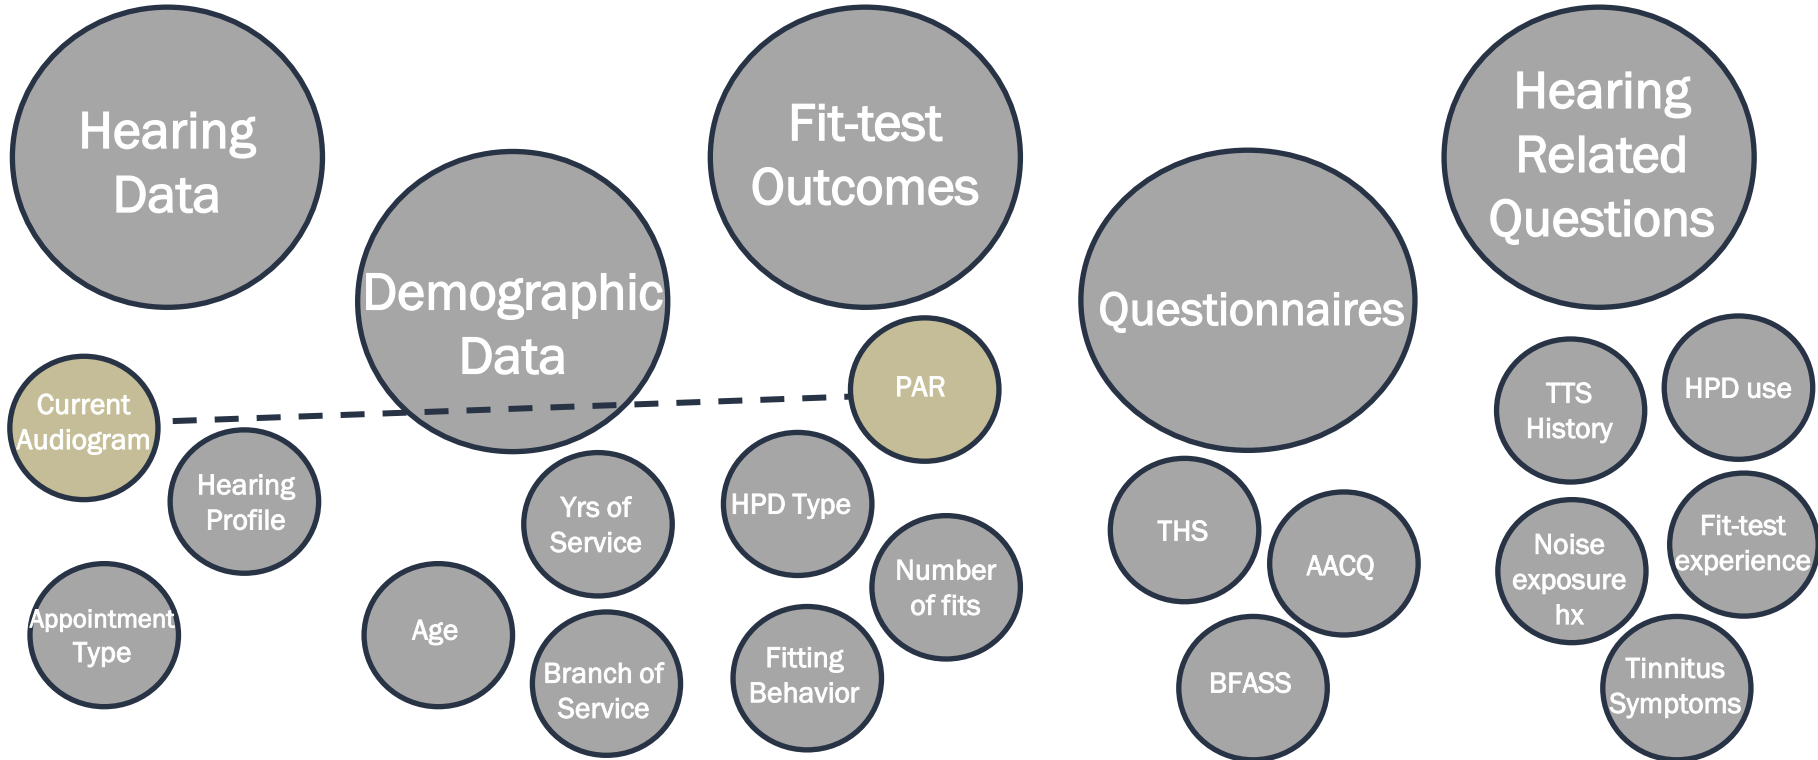 Hearing
Data
Current
Audiogram
Hearing
Profile
Appointment
Type
Demographic
Data
Yrs of
Service
Age
Branch of
Service
Fit-test
Outcomes
PAR
HPD Type
Number
of fits
Fitting
Behavior
Questionnaires
THS
AACQ
BFASS
Hearing
Related
Questions
TTS
History
HPD use
Noise
exposure
hx
Fit-test
experience
Tinnitus
Symptoms